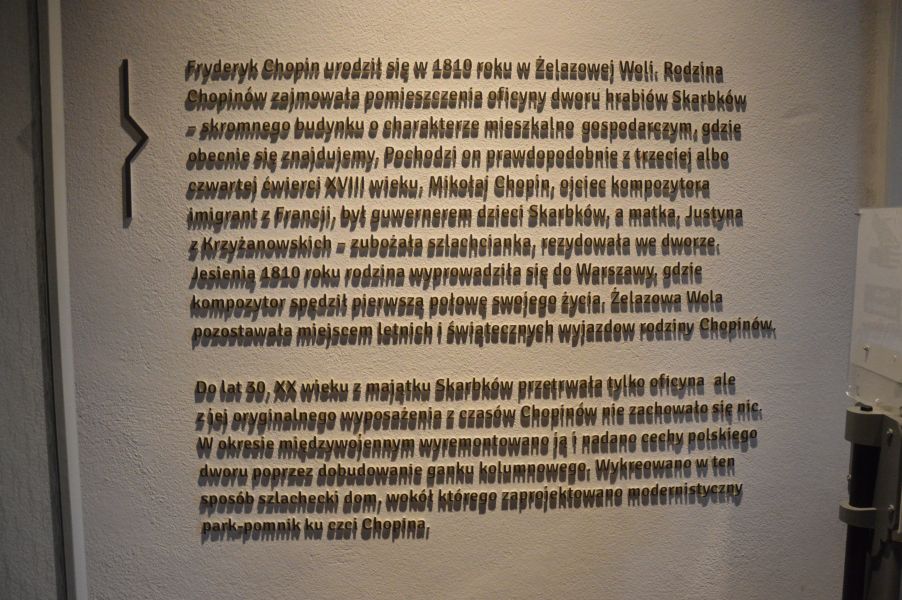 Fryderyk Chopin urodził się w 1810 roku w Żelazowej Woli. Rodzina
Chopinów zajmowała pomieszczenia oficyny dworu hrabiów Skarbków
– skromnego budynku o charakterze mieszkalno gospodarczym, gdzie
obecnie się znajdujemy. Pochodzi on prawdopodobnie z trzeciej albo
czwartej ćwierci XVIII wieku. Mikołaj Chopin, ojciec kompozytora
imigrant z Francji, był guwernerem dzieci Skarbków, a matka, Justyna
z Krzyżanowskich – zubożała szlachcianka, rezydowała we dworze.
Jesienią 1810 roku rodzina wyprowadziła się do Warszawy, gdzie
kompozytor spędził pierwszą połowę swojego życia. Żelazowa Wola
pozostawała miejscem letnich i świątecznych wyjazdow rodziny Chopinów.
Do lat 30. XX wieku z majątku Skarbków przetrwała tylko oficyna ale
z jej oryginalnego wyposażenia z czasów Chopinów nie zachowało się nic.
W okresie międzywojennym wyremontowano ją i nadano cechy polskiego
dworu poprzez dobudowanie ganku kolumnowego. Wykreowano w ten
sposób szlachecki dom, wokół którego zaprojektowano modernistyczny
park-pomnik ku czci Chopina.